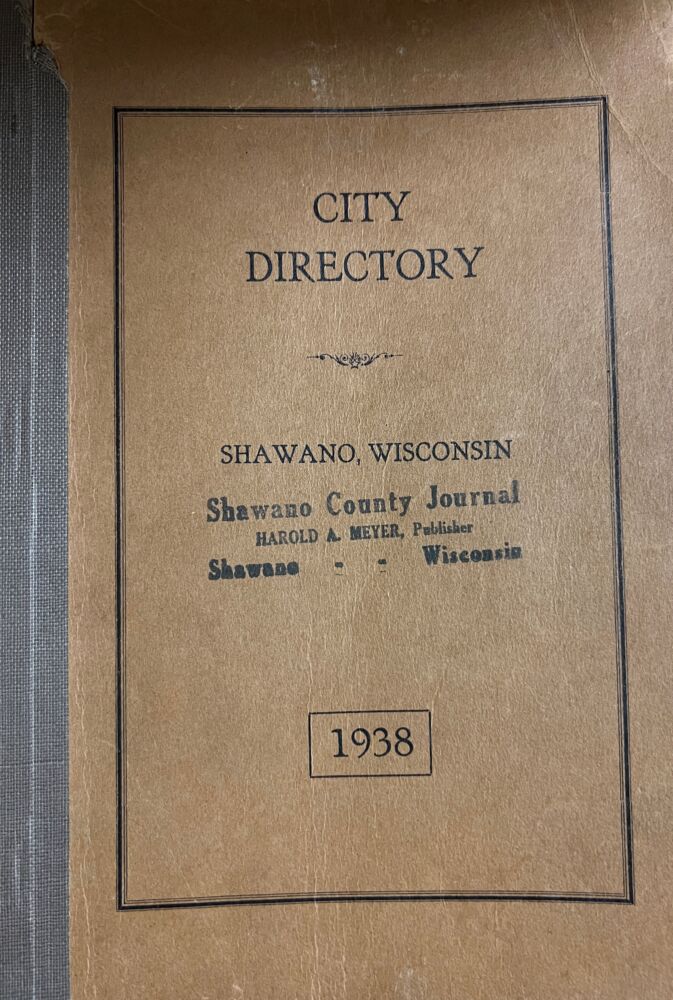 CITY
DIRECTORY
SHAWANO, WISCONSIN
Shawano County Journal
HAROLD A. MEYER, Publisher
Shawano - - Wisconsin
1938